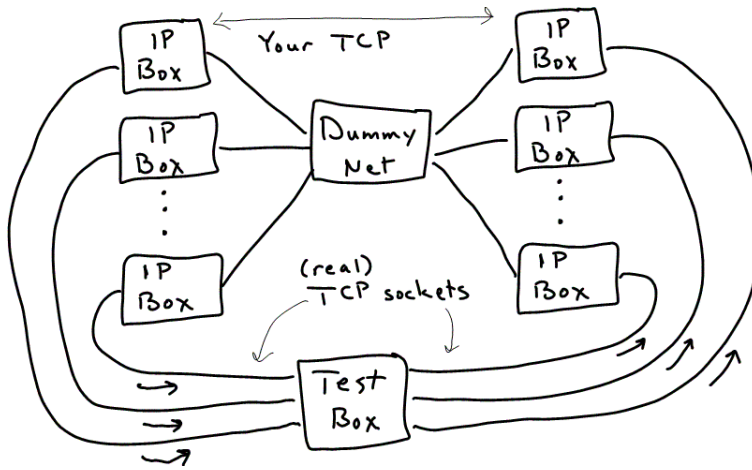 IP
Box
Your TCP
IP
Box
IP
Box
Dummy
Net
IP
Box
IP
Box
(real)
TCP sockets
IP
Box
Test
Box